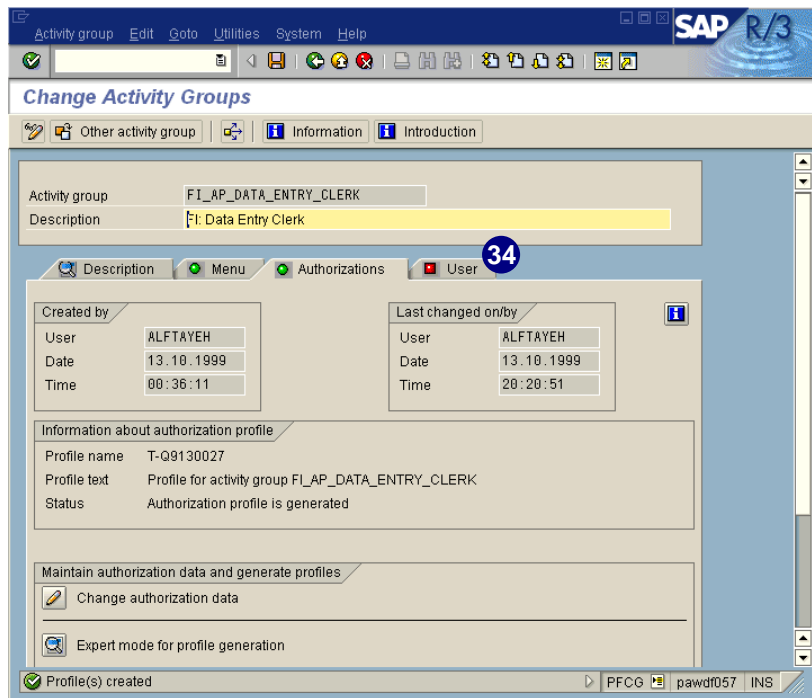 Activity group Edit Goto Utilities System Help
SAP R/3
Change Activity Groups
Other activity group Information Introduction
Activity group FI_AP_DATA_ENTRY_CLERK
Description FI: Data Entry Clerk
Description Menu Authorizations User 34
Created by Last changed on/by
User ALFTAYEH User ALFTAYEH
Date 13.10.1999 Date 13.10.1999
Time 00:36:11 Time 20:20:51
Information about authorization profile
Profile name T-Q9130027
Profile text Profile for activity group FI_AP_DATA_ENTRY_CLERK
Status Authorization profile is generated
Maintain authorization data and generate profiles
Change authorization data
Expert mode for profile generation
Profile(s) created PFCG pawdf057 INS